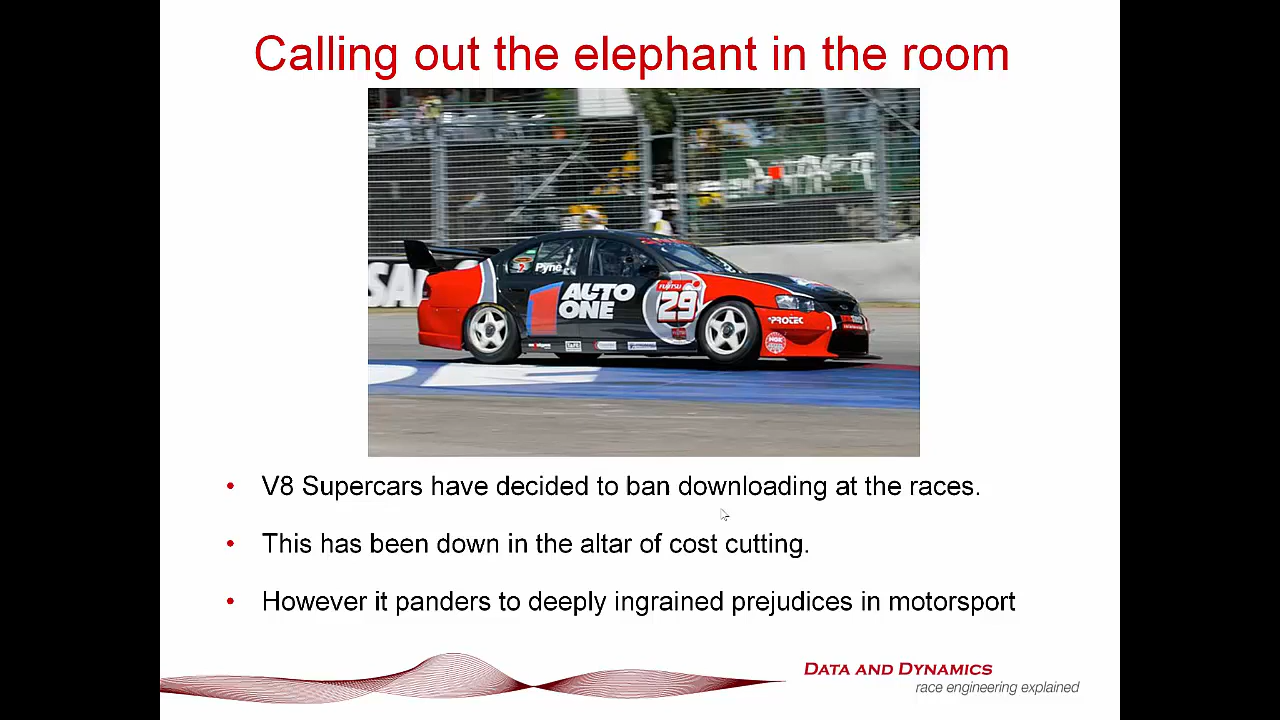 Calling out the elephant in the room
Pyne
AUTO
ONE
1
FUJITSU
29
PROTEK
NGK
• V8 Supercars have decided to ban downloading at the races.
• This has been down in the altar of cost cutting.
• However it panders to deeply ingrained prejudices in motorsport
DATA AND DYNAMICS
race engineering explained